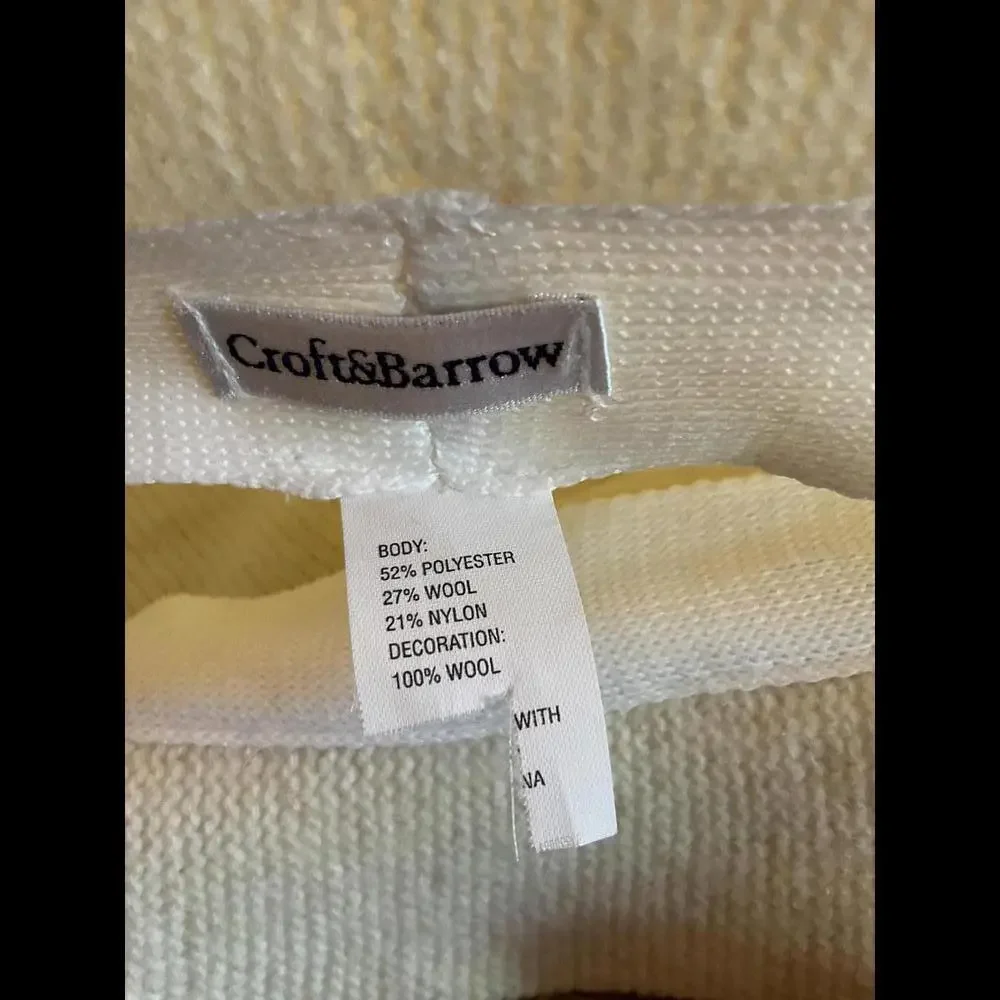 Croft&Barrow
BODY:
52% POLYESTER
27% WOOL
21% NYLON
DECORATION:
100% WOOL
WITH
NA